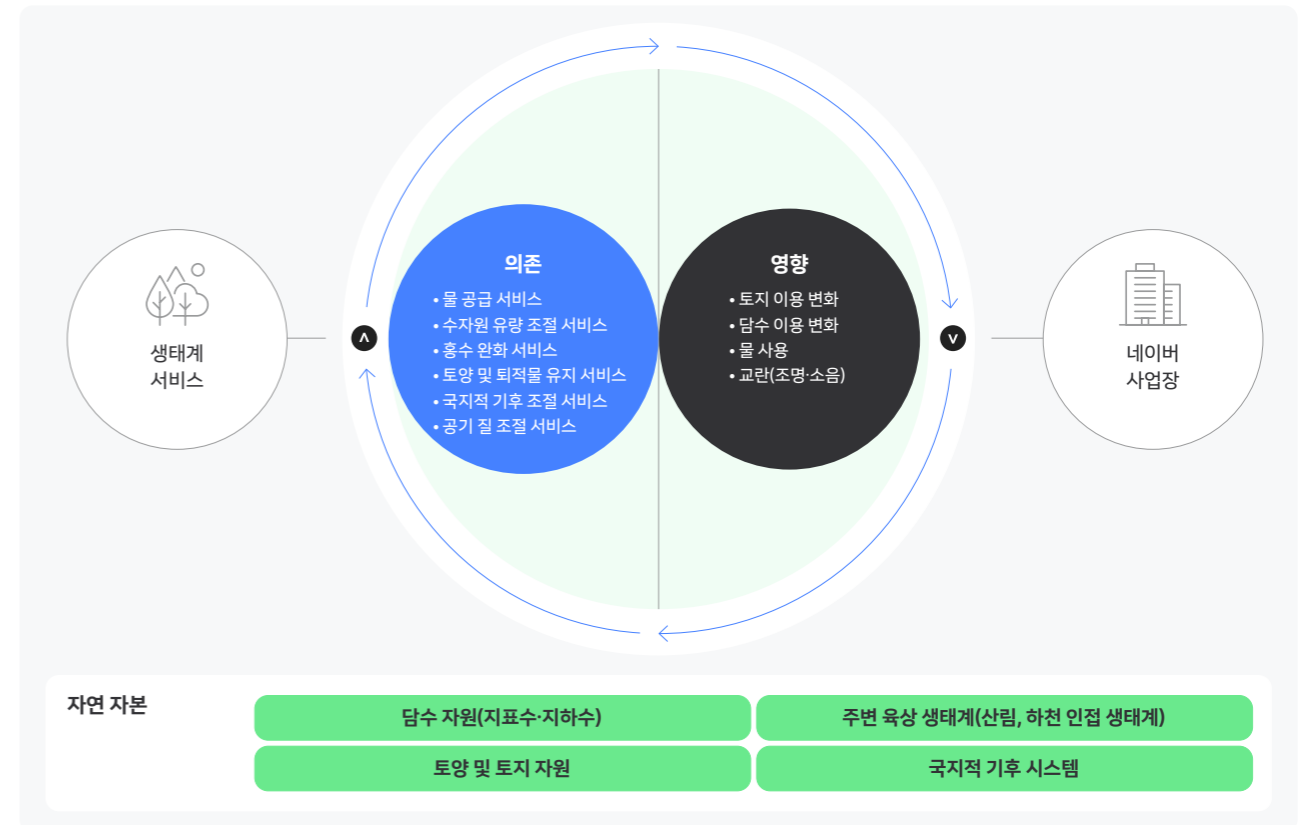 생태계
서비스
의존
• 물 공급 서비스
• 수자원 유량 조절 서비스
• 홍수 완화 서비스
• 토양 및 퇴적물 유지 서비스
• 국지적 기후 조절 서비스
• 공기 질 조절 서비스
영향
• 토지 이용 변화
• 담수 이용 변화
• 물 사용
• 교란(조명·소음)
네이버
사업장
자연 자본
담수 자원(지표수·지하수)
주변 육상 생태계(산림, 하천 인접 생태계)
토양 및 토지 자원
국지적 기후 시스템